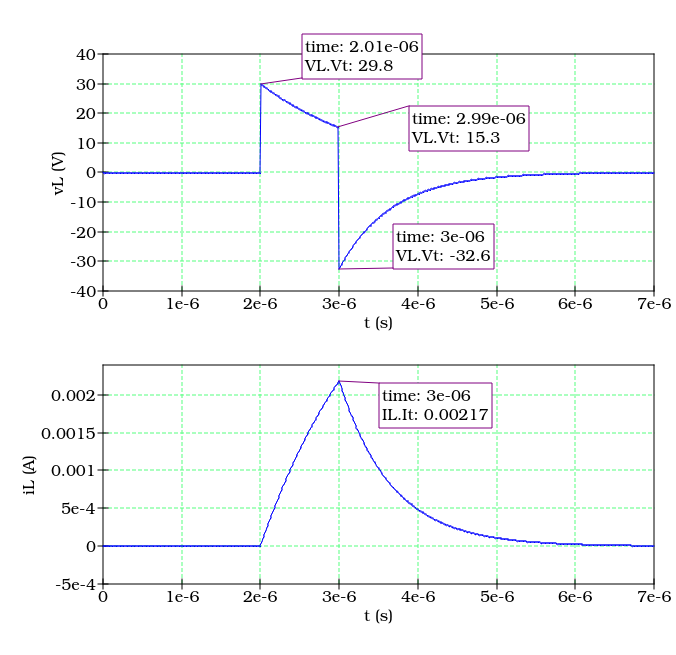 time: 2.01e-06
VL.Vt: 29.8
time: 2.99e-06
VL.Vt: 15.3
time: 3e-06
VL.Vt: -32.6
40
30
20
10
0
-10
-20
-30
-40
vL (V)
0 1e-6 2e-6 3e-6 4e-6 5e-6 6e-6 7e-6
t (s)
time: 3e-06
IL.It: 0.00217
0.002
0.0015
0.001
5e-4
0
-5e-4
iL (A)
0 1e-6 2e-6 3e-6 4e-6 5e-6 6e-6 7e-6
t (s)